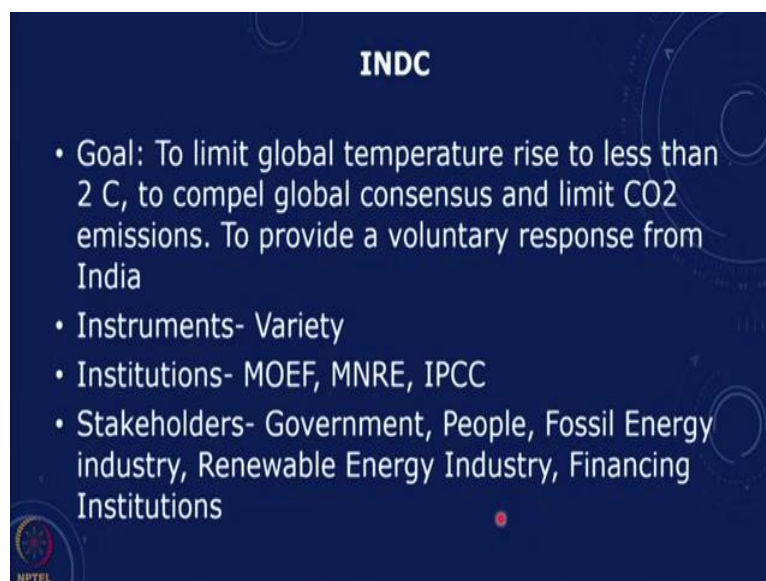 INDC
• Goal: To limit global temperature rise to less than
2 C, to compel global consensus and limit CO2
emissions. To provide a voluntary response from
India
• Instruments- Variety
• Institutions- MOEF, MNRE, IPCC
• Stakeholders- Government, People, Fossil Energy
industry, Renewable Energy Industry, Financing
Institutions
NPTEL